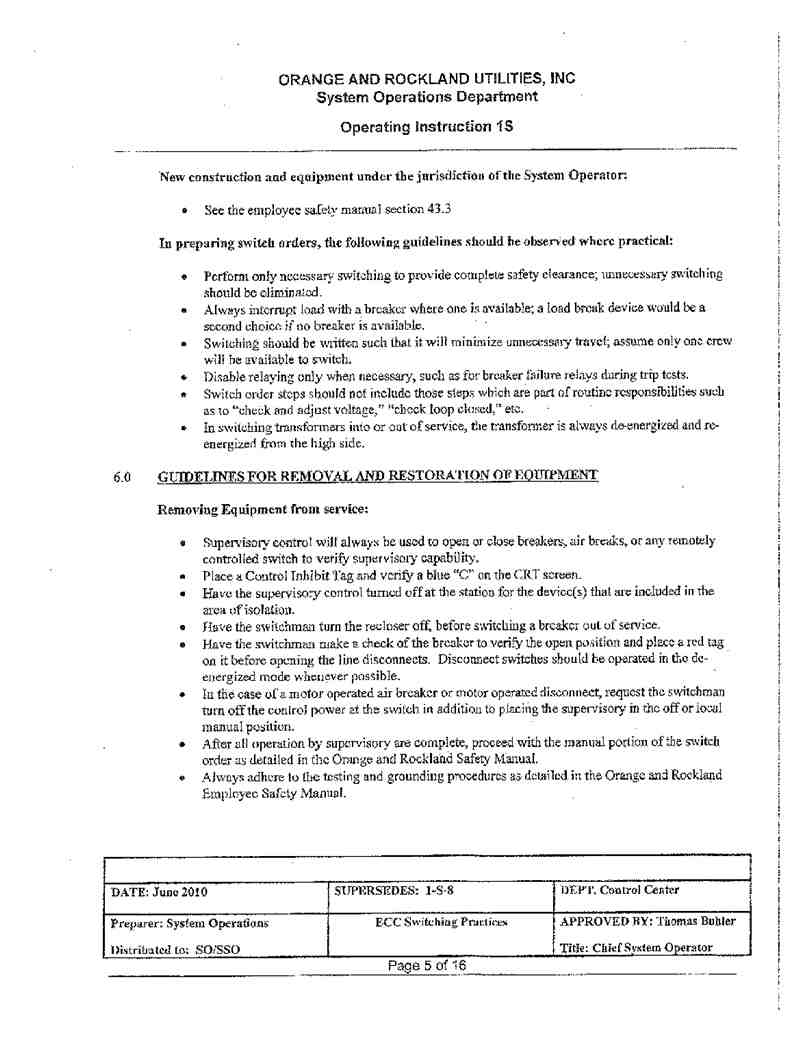 ORANGE AND ROCKLAND UTILITIES, INC
System Operations Department
Operating Instruction 1S
New construction and equipment under the jurisdiction of the System Operator:
• See the employee safety manual section 43.3
In preparing switch orders, the following guidelines should be observed where practical:
• Perform only necessary switching to provide complete safety clearance; unnecessary switching
should be eliminated.
• Always interrupt load with a breaker where one is available; a load break device would be a
second choice if no breaker is available.
• Switching should be written such that it will minimize unnecessary travel; assume only one crew
will be available to switch.
• Disable relaying only when necessary, such as for breaker failure relays during trip tests.
• Switch order steps should not include those steps which are part of routine responsibilities such
as to "check and adjust voltage," "check loop closed," etc.
• In switching transformers into or out of service, the transformer is always de-energized and re-
energized from the high side.
6.0 GUIDELINES FOR REMOVAL AND RESTORATION OF EQUIPMENT
Removing Equipment from service:
• Supervisory control will always be used to open or close breakers, air breaks, or any remotely
controlled switch to verify supervisory capability.
• Place a Control Inhibit Tag and verify a blue "C" on the CRT screen.
• Have the supervisory control turned off at the station for the device(s) that are included in the
area of isolation.
• Have the switchman turn the recloser off, before switching a breaker out of service.
• Have the switchman make a check of the breaker to verify the open position and place a red tag
on it before opening the line disconnects. Disconnect switches should be operated in the de-
energized mode whenever possible.
• In the case of a motor operated air breaker or motor operated disconnect, request the switchman
turn off the control power at the switch in addition to placing the supervisory in the off or local
manual position.
• After all operation by supervisory are complete, proceed with the manual portion of the switch
order as detailed in the Orange and Rockland Safety Manual.
• Always adhere to the testing and grounding procedures as detailed in the Orange and Rockland
Employee Safety Manual.
DATE: June 2010 SUPERSEDES: 1-S-8 DEPT. Control Center
Preparer: System Operations ECC Switching Practices APPROVED BY: Thomas Buhler
Distributed to: SO/SSO Title: Chief System Operator
Page 5 of 16